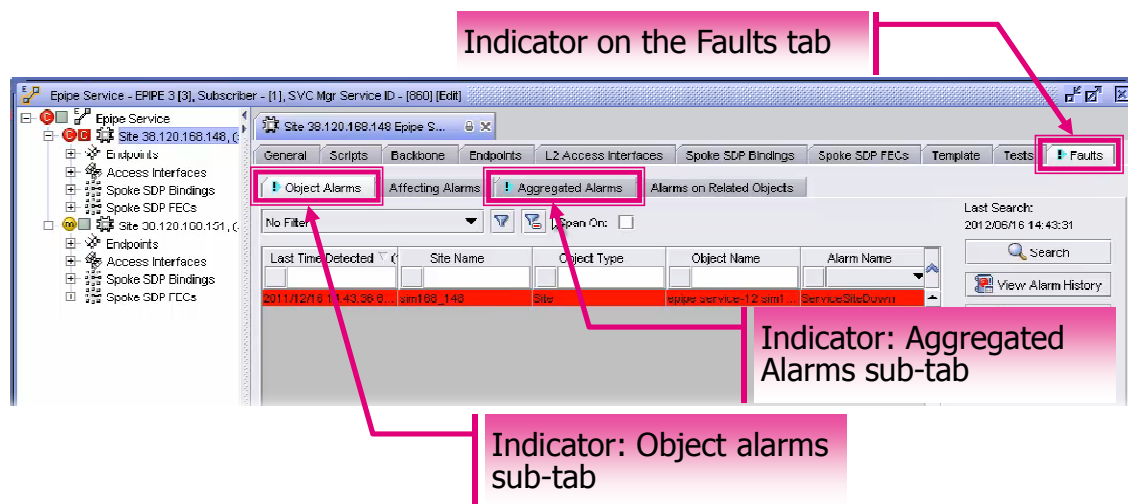 Indicator on the Faults tab
Epipe Service - EPIPE 3 [3], Subscriber - [1], SVC Mgr Service ID - [860] [Edit]
Epipe Service
Site 38.120.168.148, (
Endpoints
Access Interfaces
Spoke SDP Bindings
Spoke SDP FECs
Endpoints
Access Interfaces
Spoke SDP Bindings
Spoke SDP FECs
Site 38.120.168.148 Epipe S...
General Scripts Backbone Endpoints L2 Access Interfaces Spoke SDP Bindings Spoke SDP FECs Template Tests ! Faults
! Object Alarms Affecting Alarms ! Aggregated Alarms Alarms on Related Objects
No Filter Span On:
Last Search:
2012/06/16 14:43:31
Search
View Alarm History
Last Time Detected Site Name Object Type Object Name Alarm Name
sim168_148 Site epipe service-12 sim1... ServiceSiteDown
Indicator: Aggregated
Alarms sub-tab
Indicator: Object alarms
sub-tab